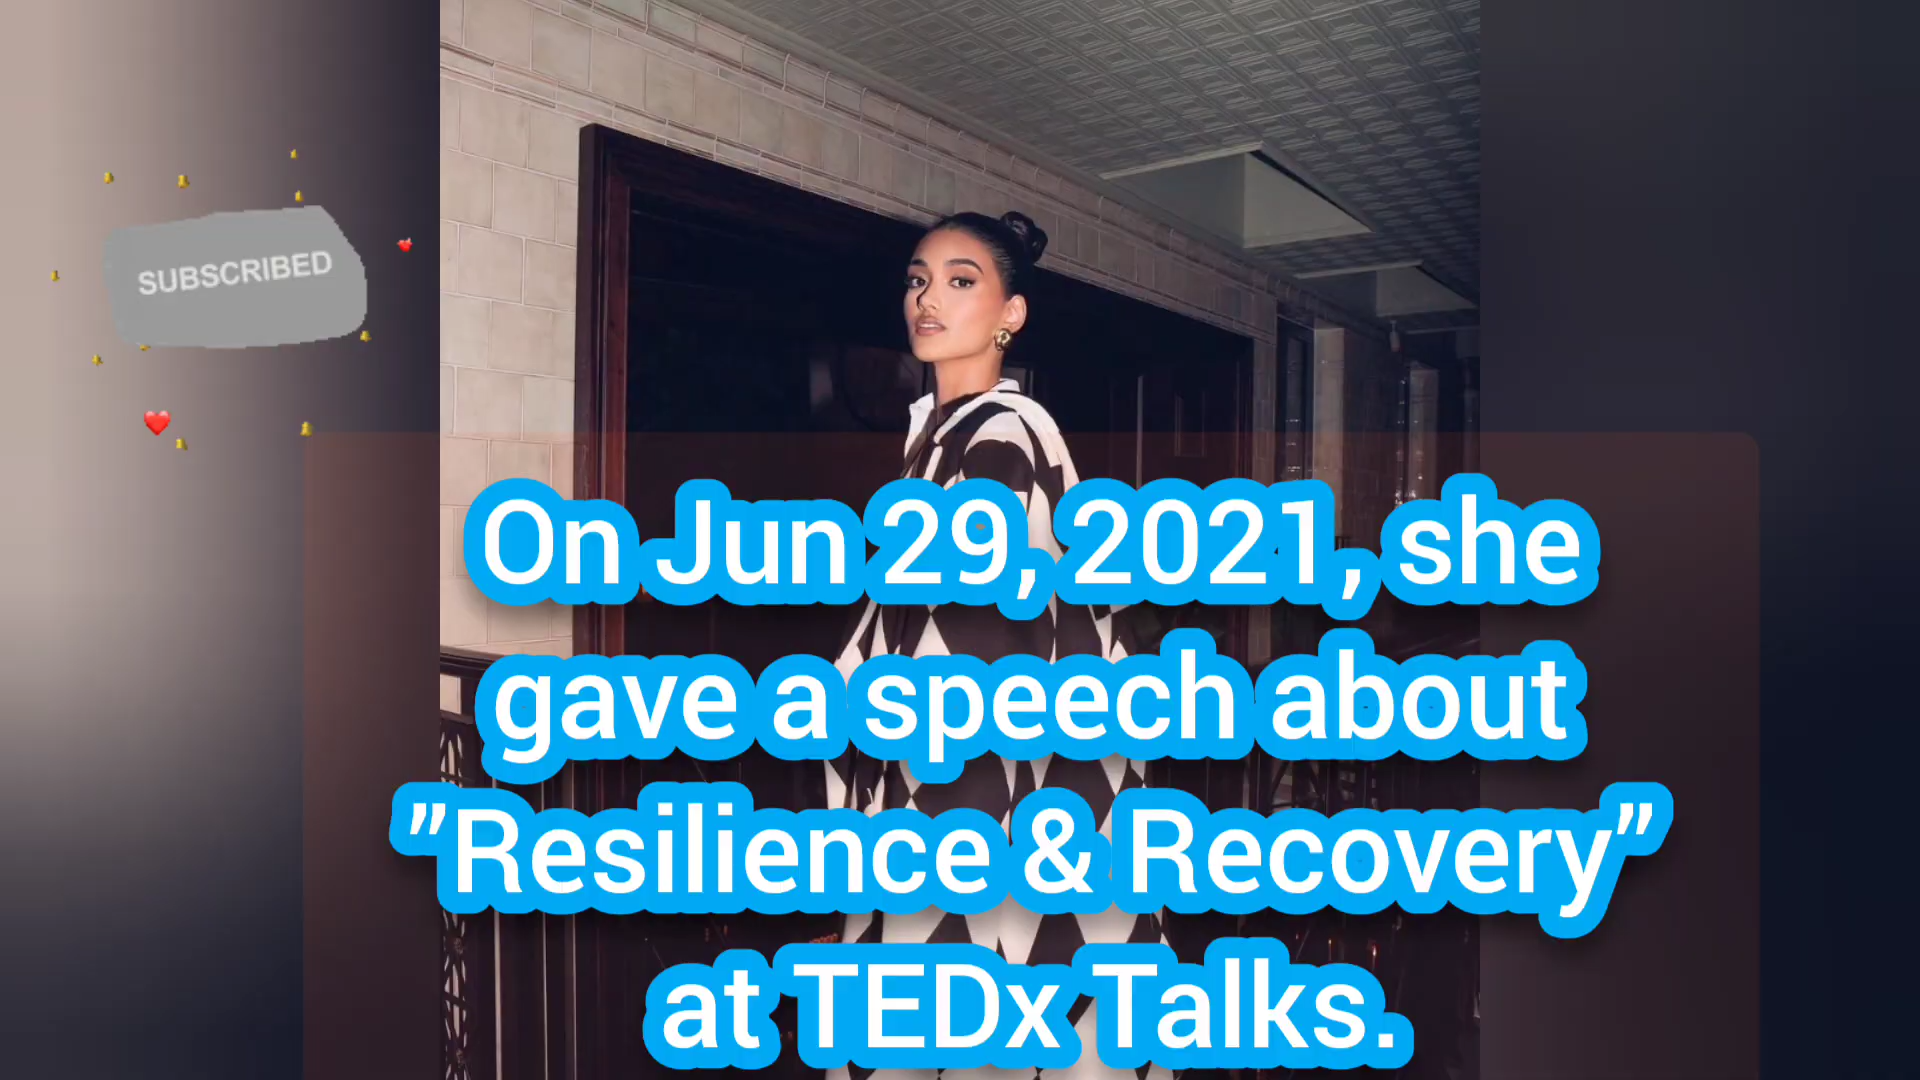 SUBSCRIBED
On Jun 29, 2021, she
gave a speech about
"Resilience & Recovery"
at TEDx Talks.